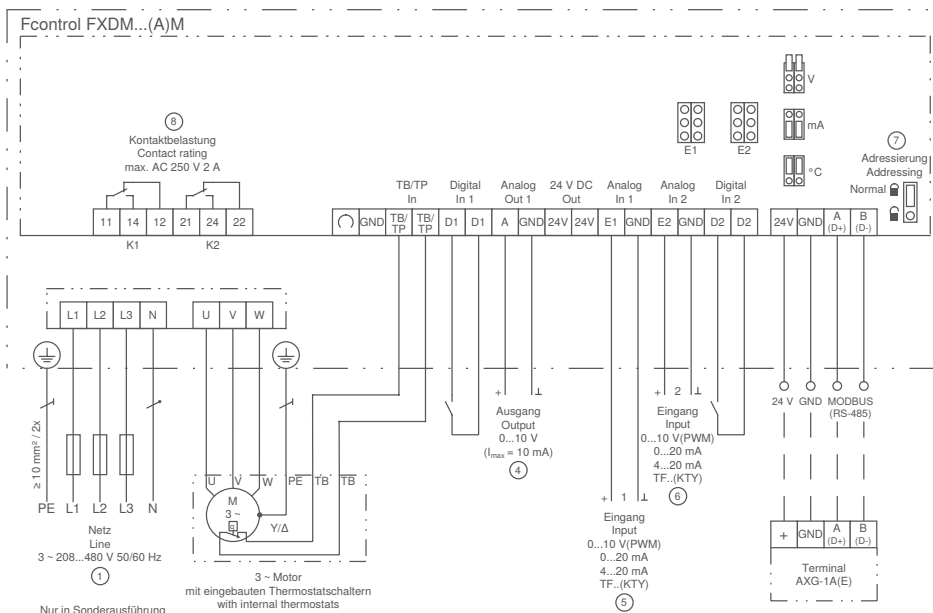 Fcontrol FXDM...(A)M
V
mA
°C
E1
E2
8
Kontaktbelastung
Contact rating
max. AC 250 V 2 A
7
Adressierung
Addressing
Normal
TB/TP
In
Digital
In 1
Analog
Out 1
24 V DC
Out
Analog
In 1
Analog
In 2
Digital
In 2
11 14 12 21 24 22
K1 K2
GND TB/TP TB/TP D1 D1 A GND 24V 24V E1 GND E2 GND D2 D2
24V GND A (D+) B (D-)
L1 L2 L3 N
U V W
≥ 10 mm² / 2x
PE L1 L2 L3 N
Netz
Line
3 ~ 208...480 V 50/60 Hz
1
Nur in Sonderausführung
U V W PE TB TB
M
3 ~
Y/Δ
3 ~ Motor
mit eingebauten Thermostatschaltern
with internal thermostats
+ ⊥
Ausgang
Output
0...10 V
(Imax = 10 mA)
4
+ 1 ⊥
Eingang
Input
0...10 V(PWM)
0...20 mA
4...20 mA
TF..(KTY)
5
+ 2 ⊥
Eingang
Input
0...10 V(PWM)
0...20 mA
4...20 mA
TF..(KTY)
6
24 V GND MODBUS
(RS-485)
+ GND A (D+) B (D-)
Terminal
AXG-1A(E)